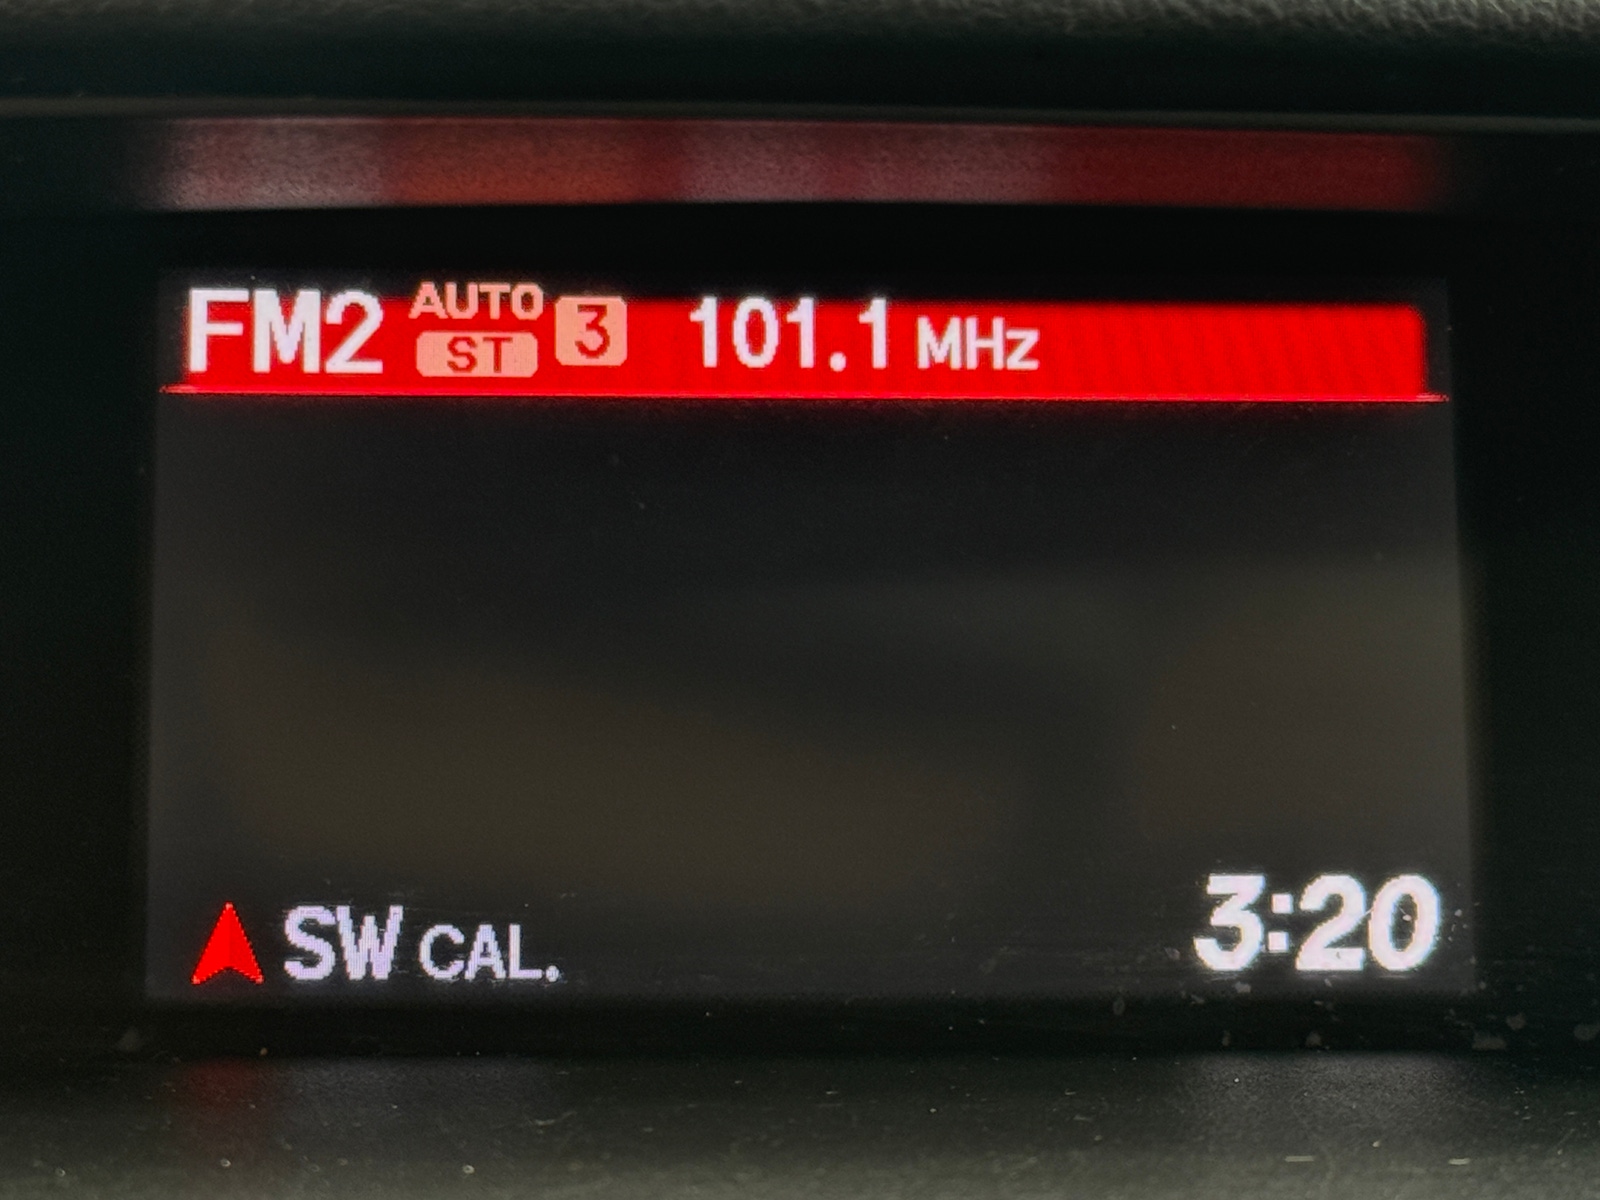 FM2 AUTO ST 3 101.1 MHz
SW CAL. 3:20